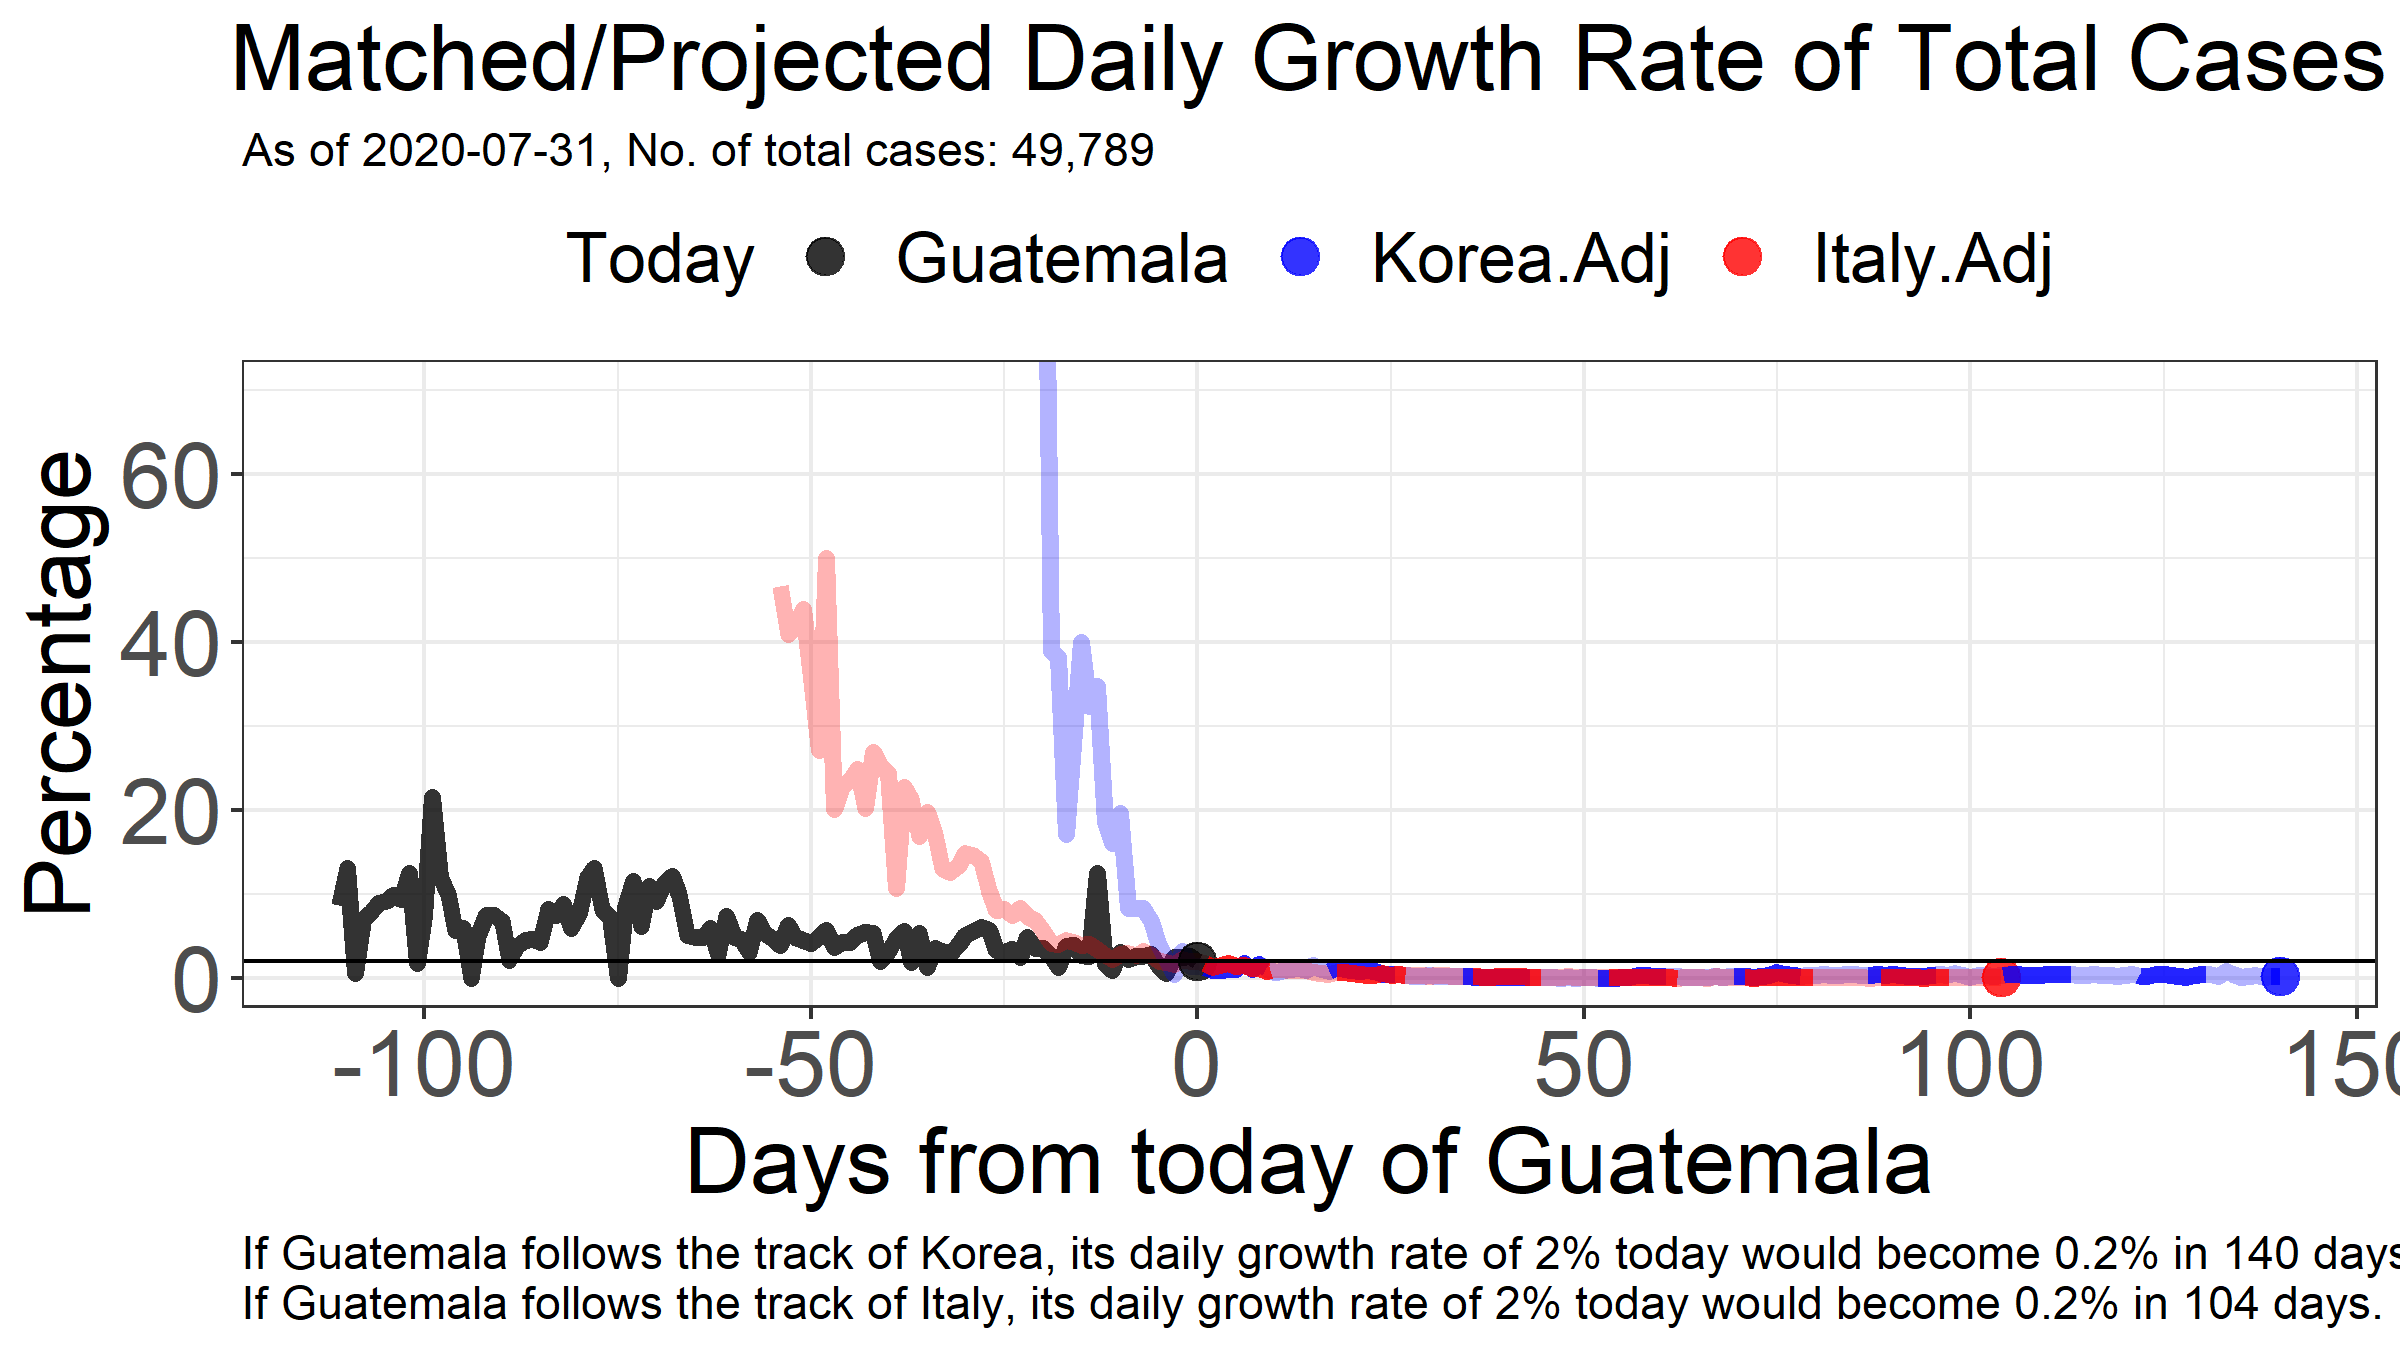 Matched/Projected Daily Growth Rate of Total Cases
As of 2020-07-31, No. of total cases: 49,789
Today Guatemala Korea.Adj Italy.Adj
Percentage
60
40
20
0
-100 -50 0 50 100 150
Days from today of Guatemala
If Guatemala follows the track of Korea, its daily growth rate of 2% today would become 0.2% in 140 days
If Guatemala follows the track of Italy, its daily growth rate of 2% today would become 0.2% in 104 days.